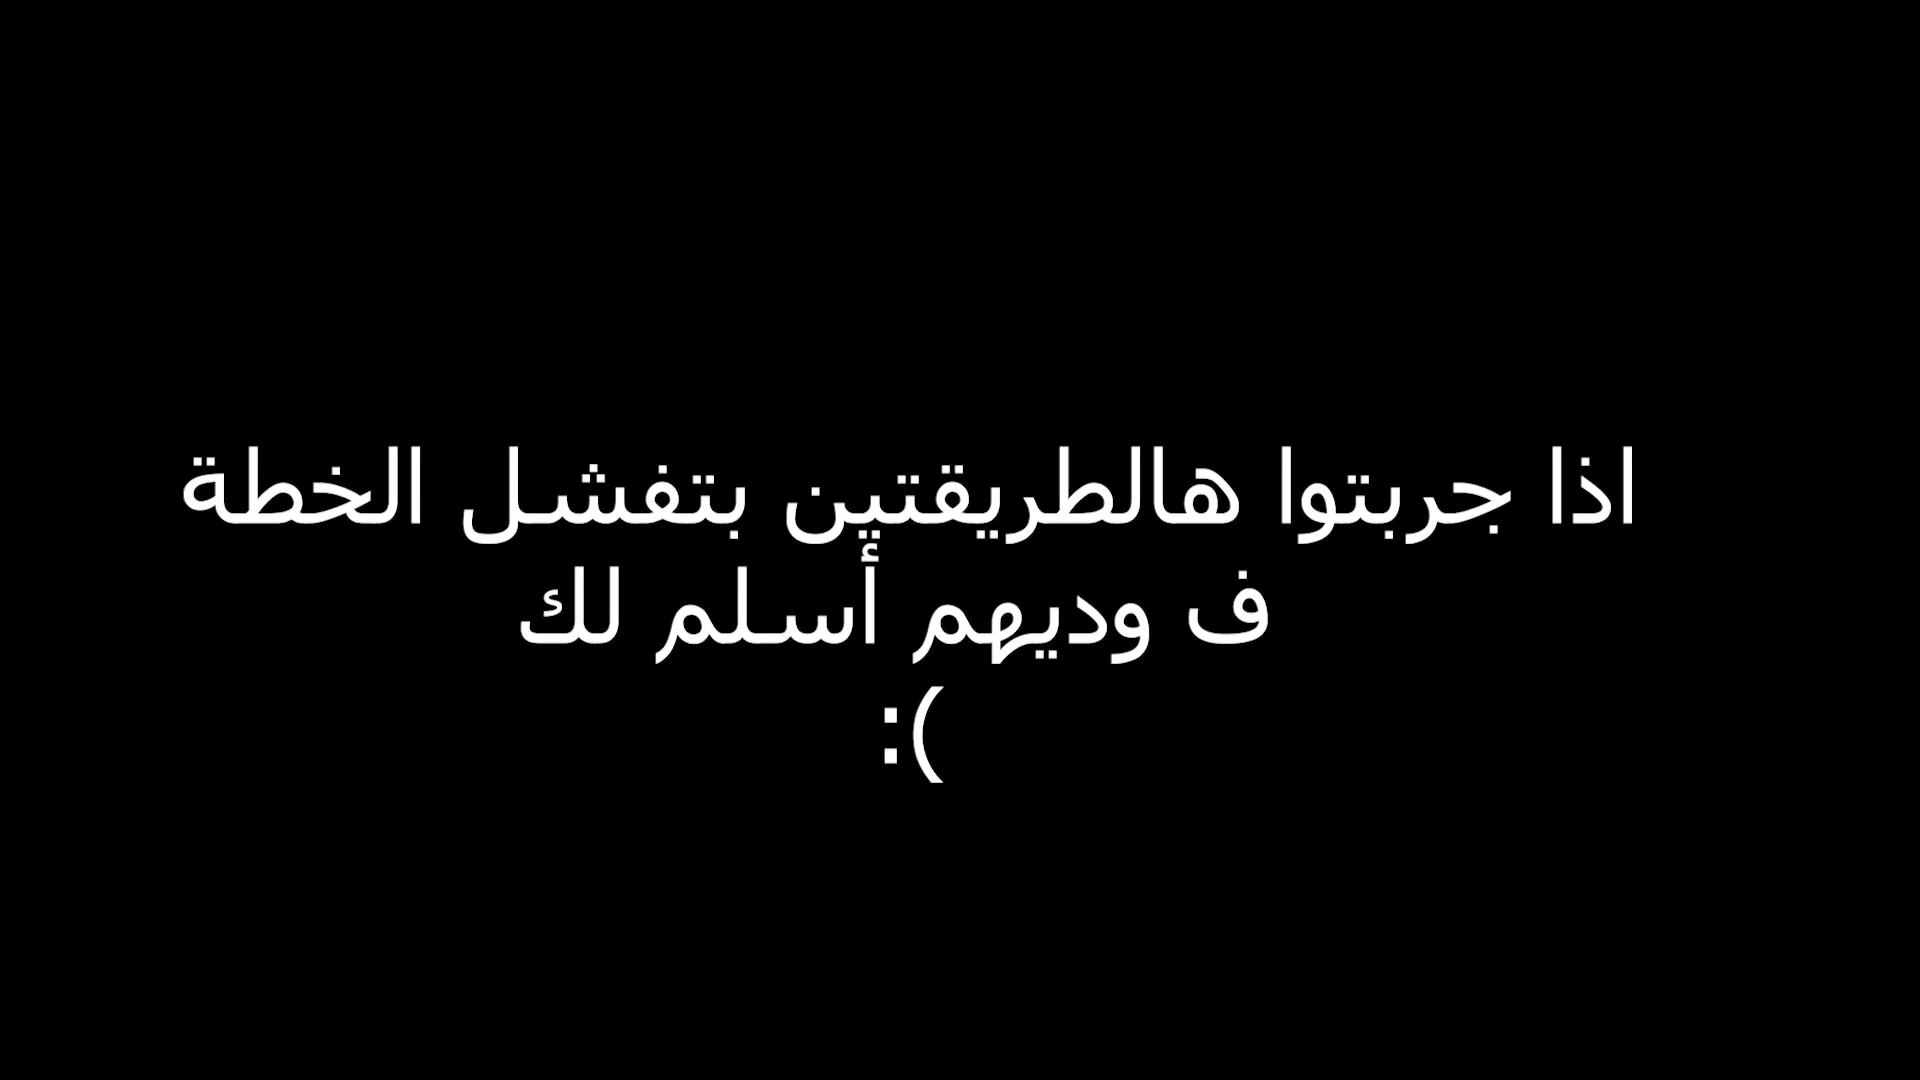 اذا جربتوا هالطريقتين بتفشل الخطة
ف وديهم أسلم لك
:)